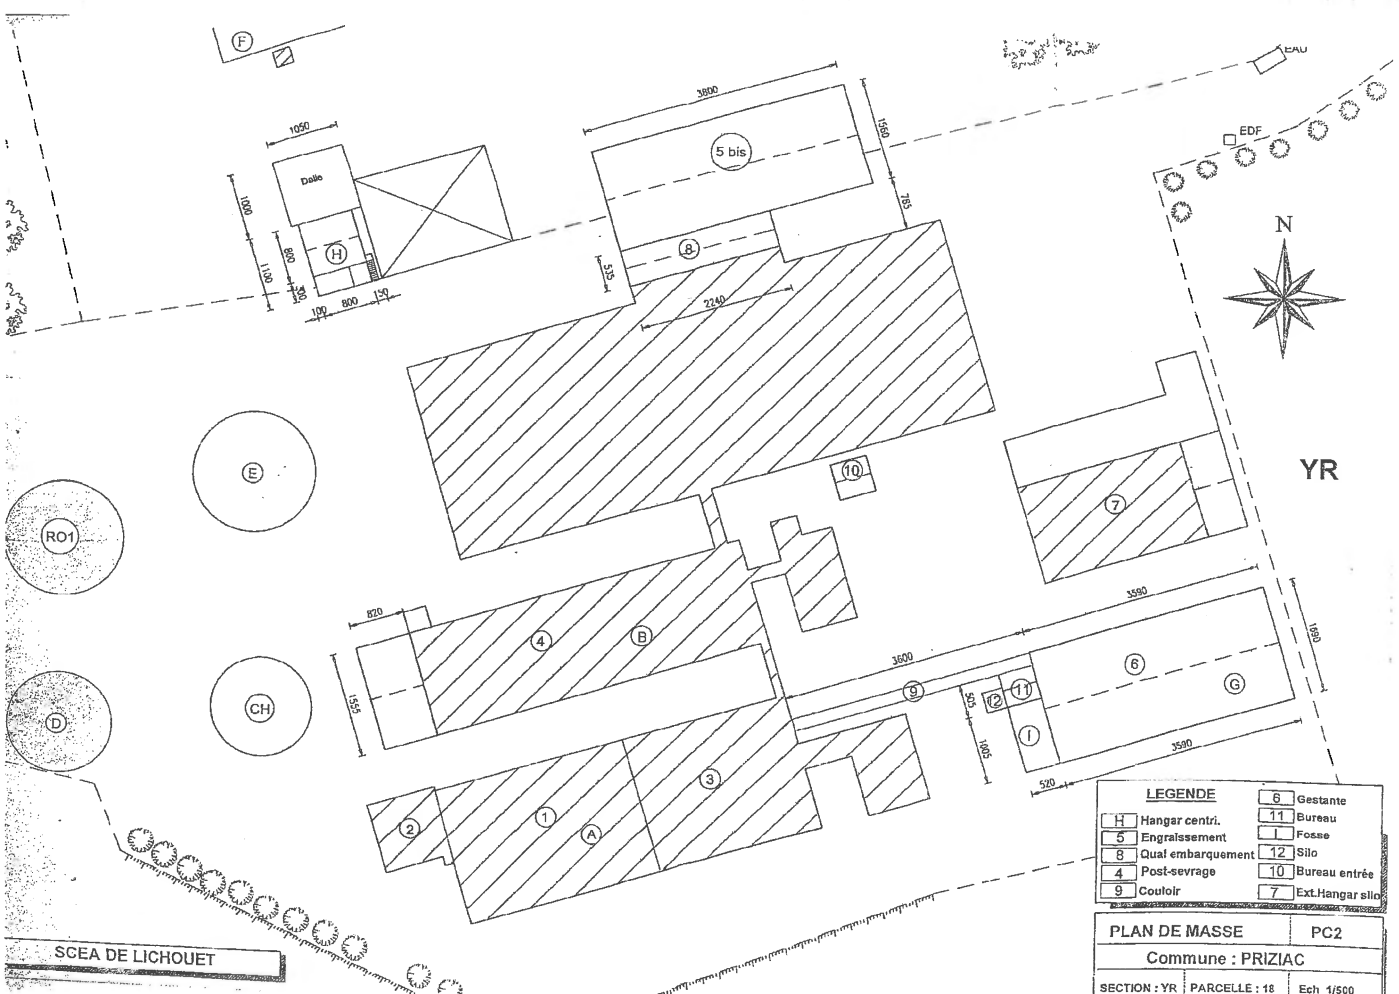 F
EAU
3800
1560
EDF
1050
5 bis
Dalle
1000
785
N
H
8
800
1100
535
300
150
2240
100
800
10
E
YR
7
RO1
820
3590
4
B
1690
3600
6
1555
9
11
G
12
505
CH
D
I
1005
3590
3
520
1
2
A
LEGENDE
H Hangar centri.
5 Engraissement
8 Quai embarquement
4 Post-sevrage
9 Couloir
6 Gestante
11 Bureau
I Fosse
12 Silo
10 Bureau entrée
7 Ext.Hangar silo
PLAN DE MASSE PC2
Commune : PRIZIAC
SECTION : YR PARCELLE : 18 Ech 1/500
SCEA DE LICHOUET